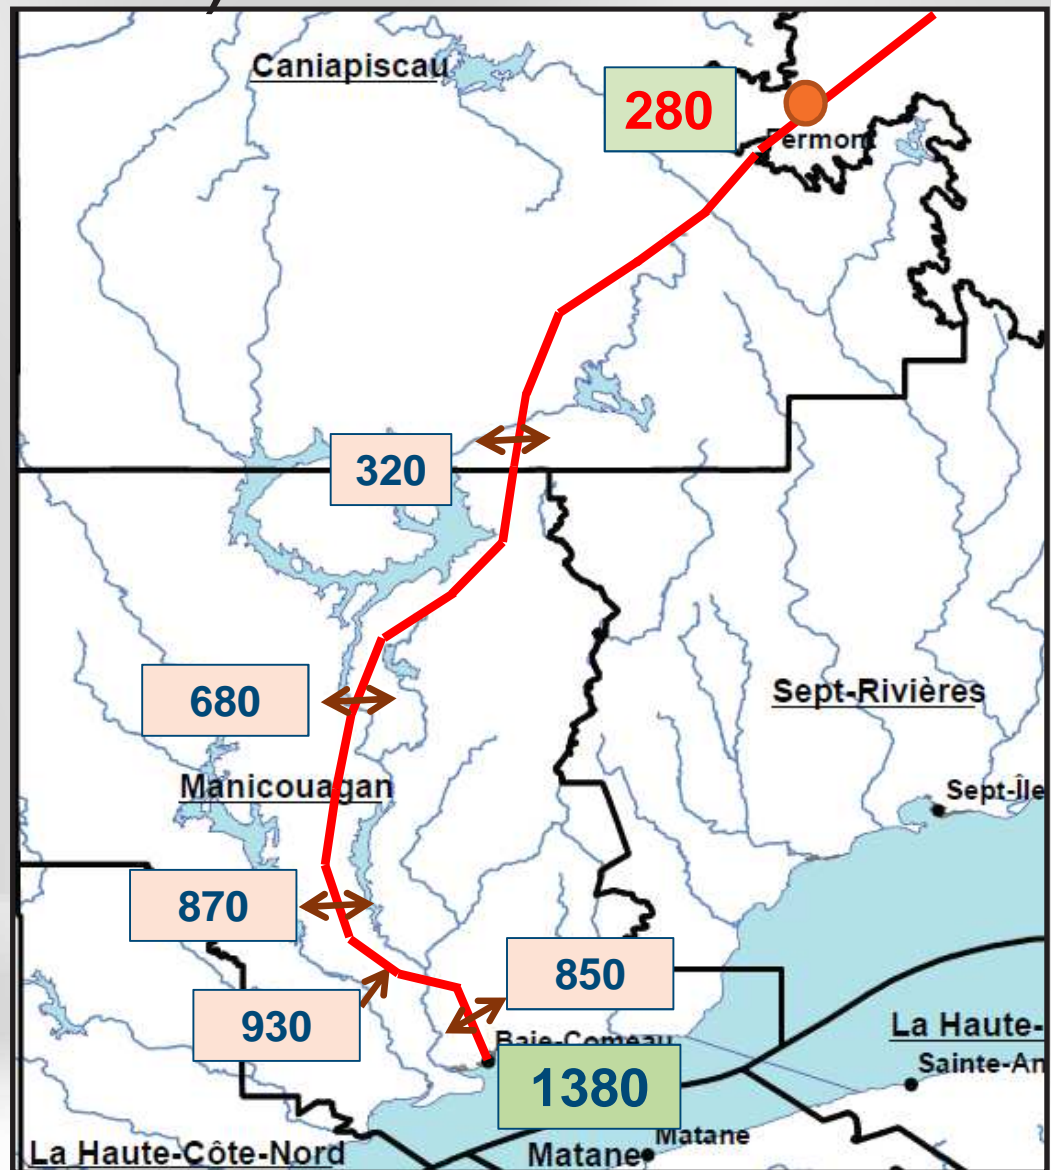 Caniapiscau
280
Fermont
320
680
Sept-Rivières
Manicouagan
Sept-Île
870
850
930
La Haute-
Baie-Comeau
Sainte-An
1380
Matane
La Haute-Côte-Nord
Matane